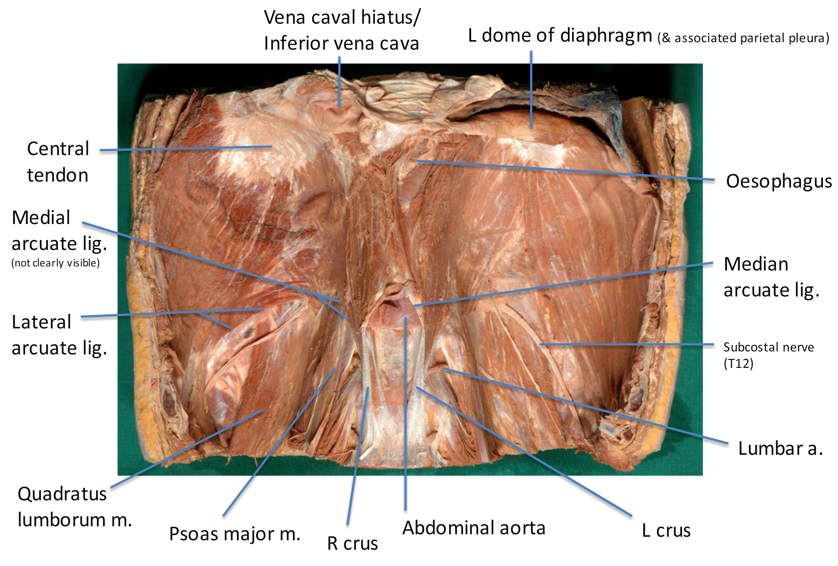 Vena caval hiatus/
Inferior vena cava
L dome of diaphragm (& associated parietal pleura)
Central
tendon
Oesophagus
Medial
arcuate lig.
(not clearly visible)
Median
arcuate lig.
Lateral
arcuate lig.
Subcostal nerve
(T12)
Lumbar a.
Quadratus
lumborum m.
Psoas major m.
R crus
Abdominal aorta
L crus